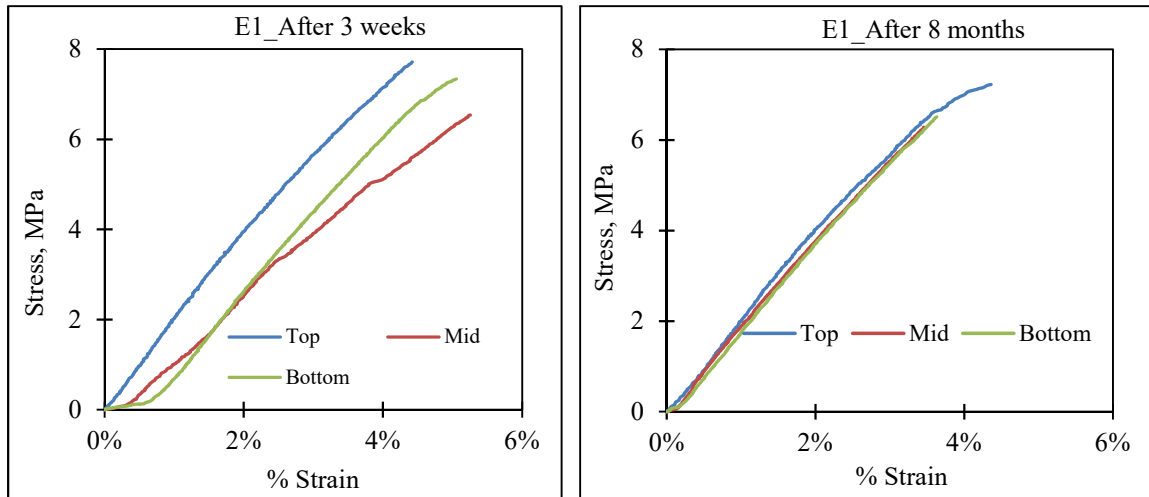 E1_After 3 weeks
8
6
4
2
0
Stress, MPa
Top
Mid
Bottom
0% 2% 4% 6%
% Strain
E1_After 8 months
8
6
4
2
0
Stress, MPa
Top Mid Bottom
0% 2% 4% 6%
% Strain